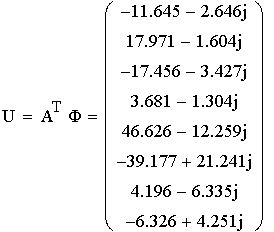 −11.645 − 2.646j
17.971 − 1.604j
−17.456 − 3.427j
3.681 − 1.304j
U = Aᵀ Φ = 46.626 − 12.259j
−39.177 + 21.241j
4.196 − 6.335j
−6.326 + 4.251j